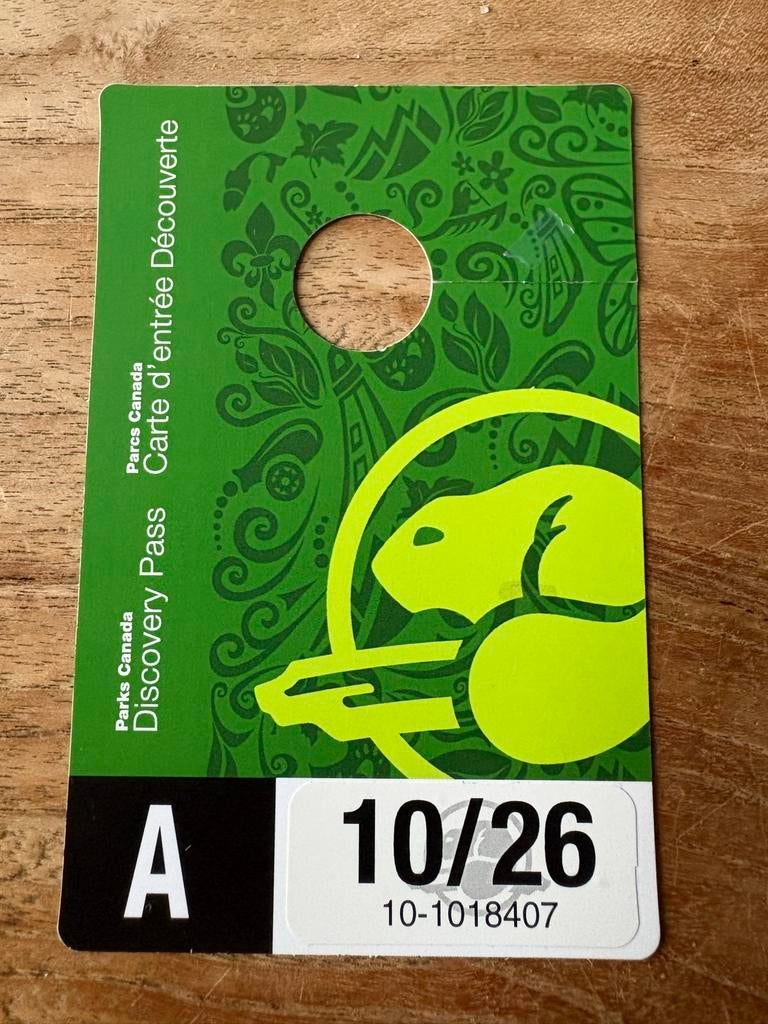 Parks Canada
Discovery Pass
Parcs Canada
Carte d'entrée Découverte
A
10/26
10-1018407